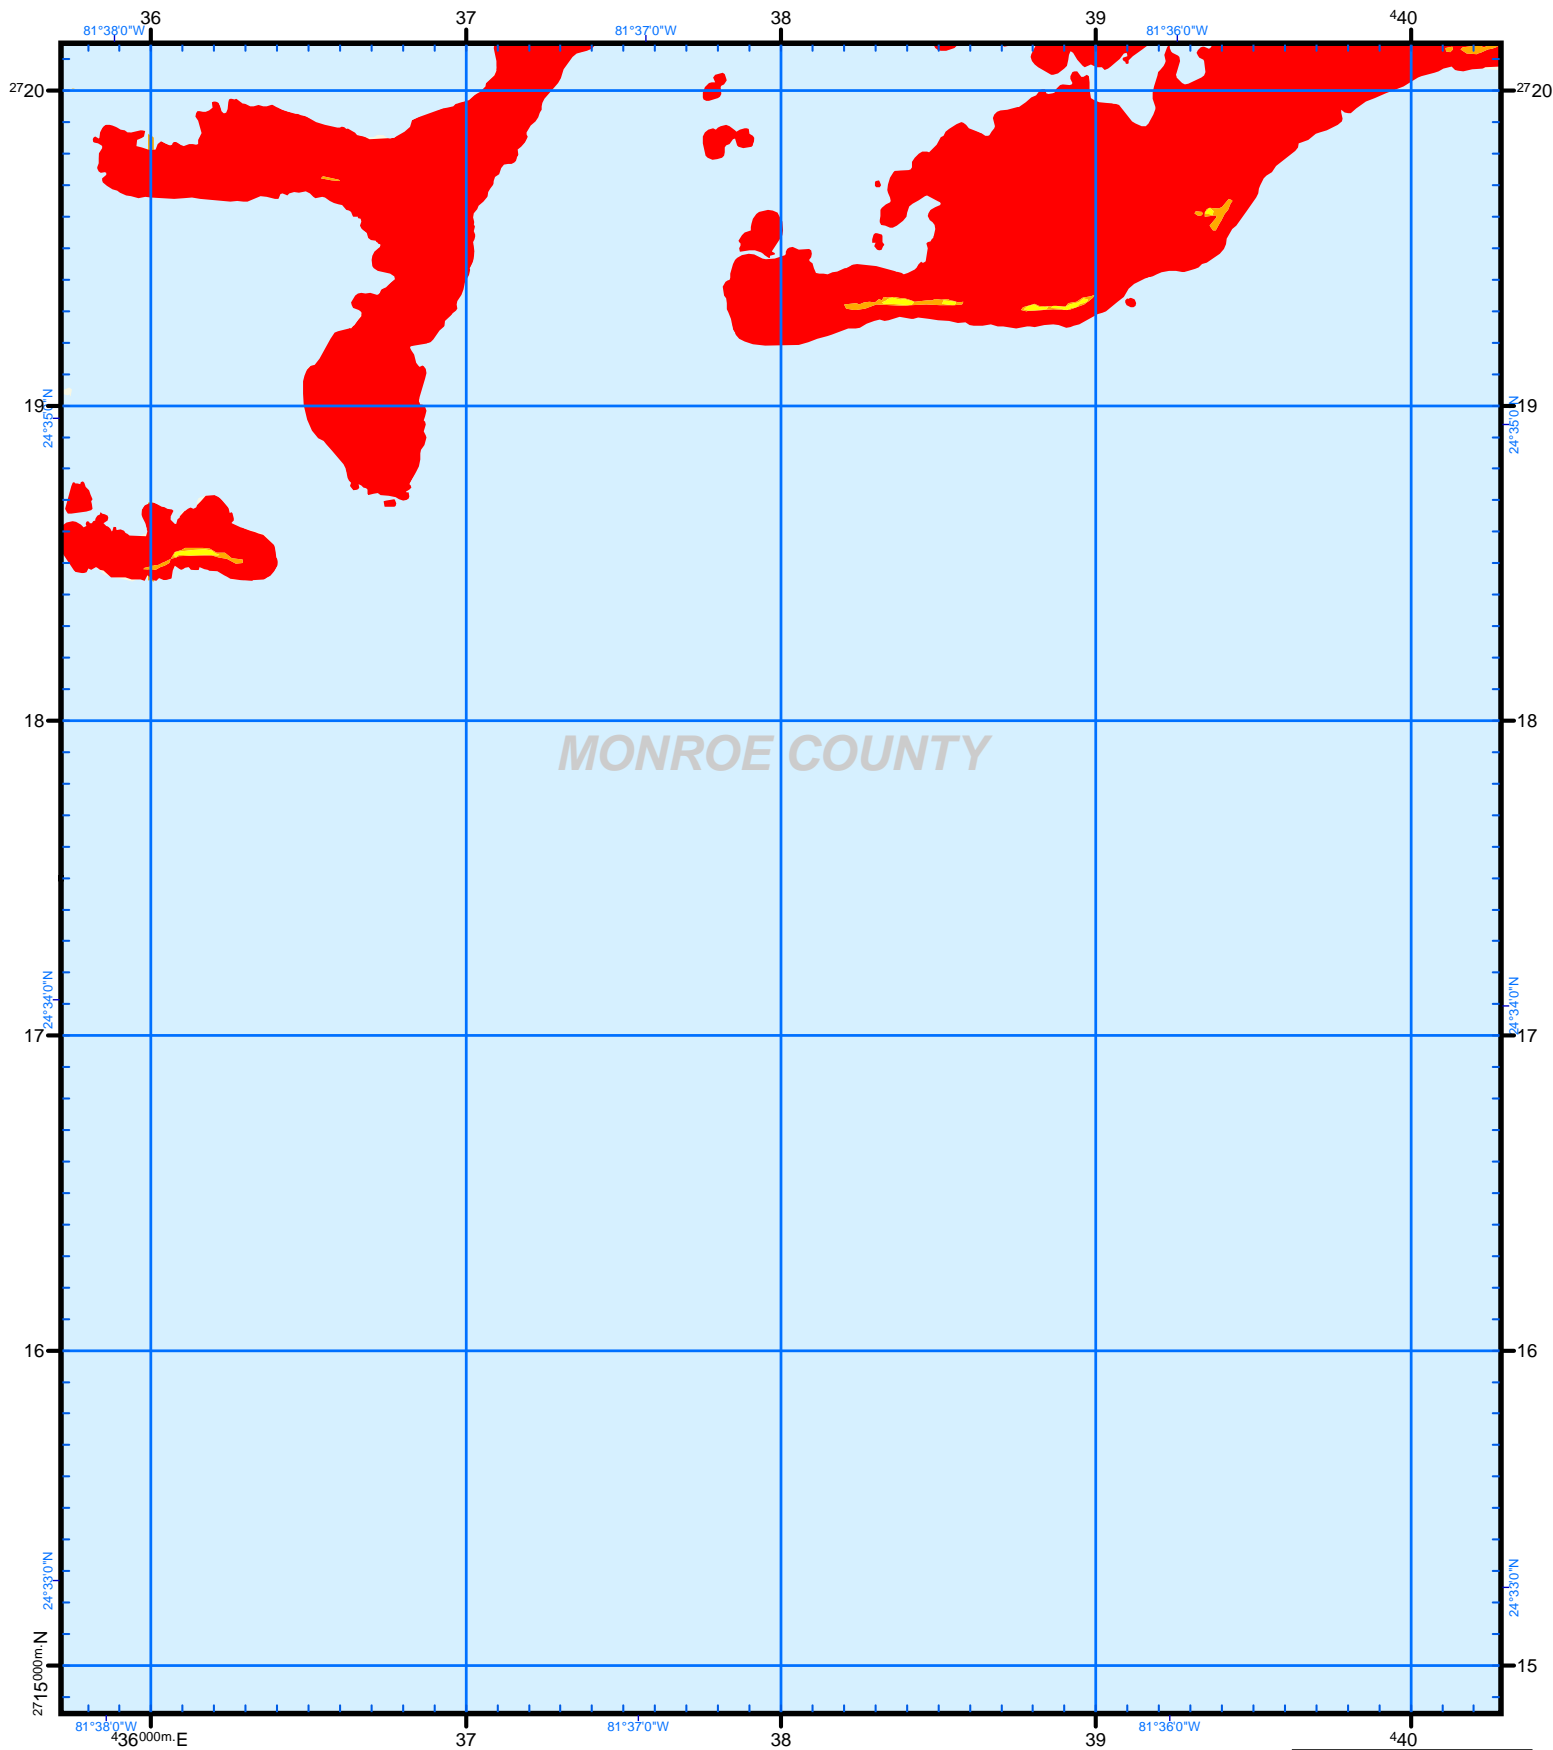 36 37 38 39 ⁴40
81°38'0"W 81°37'0"W 81°36'0"W
²⁷20 ²⁷20
19 19
24°35'0"N 24°35'0"N
18 18
MONROE COUNTY
24°34'0"N 24°34'0"N
17 17
16 16
24°33'0"N 24°33'0"N
²⁷15⁰⁰⁰ᵐ·N 15
81°38'0"W 81°37'0"W 81°36'0"W
⁴36⁰⁰⁰ᵐ·E 37 38 39 ⁴40